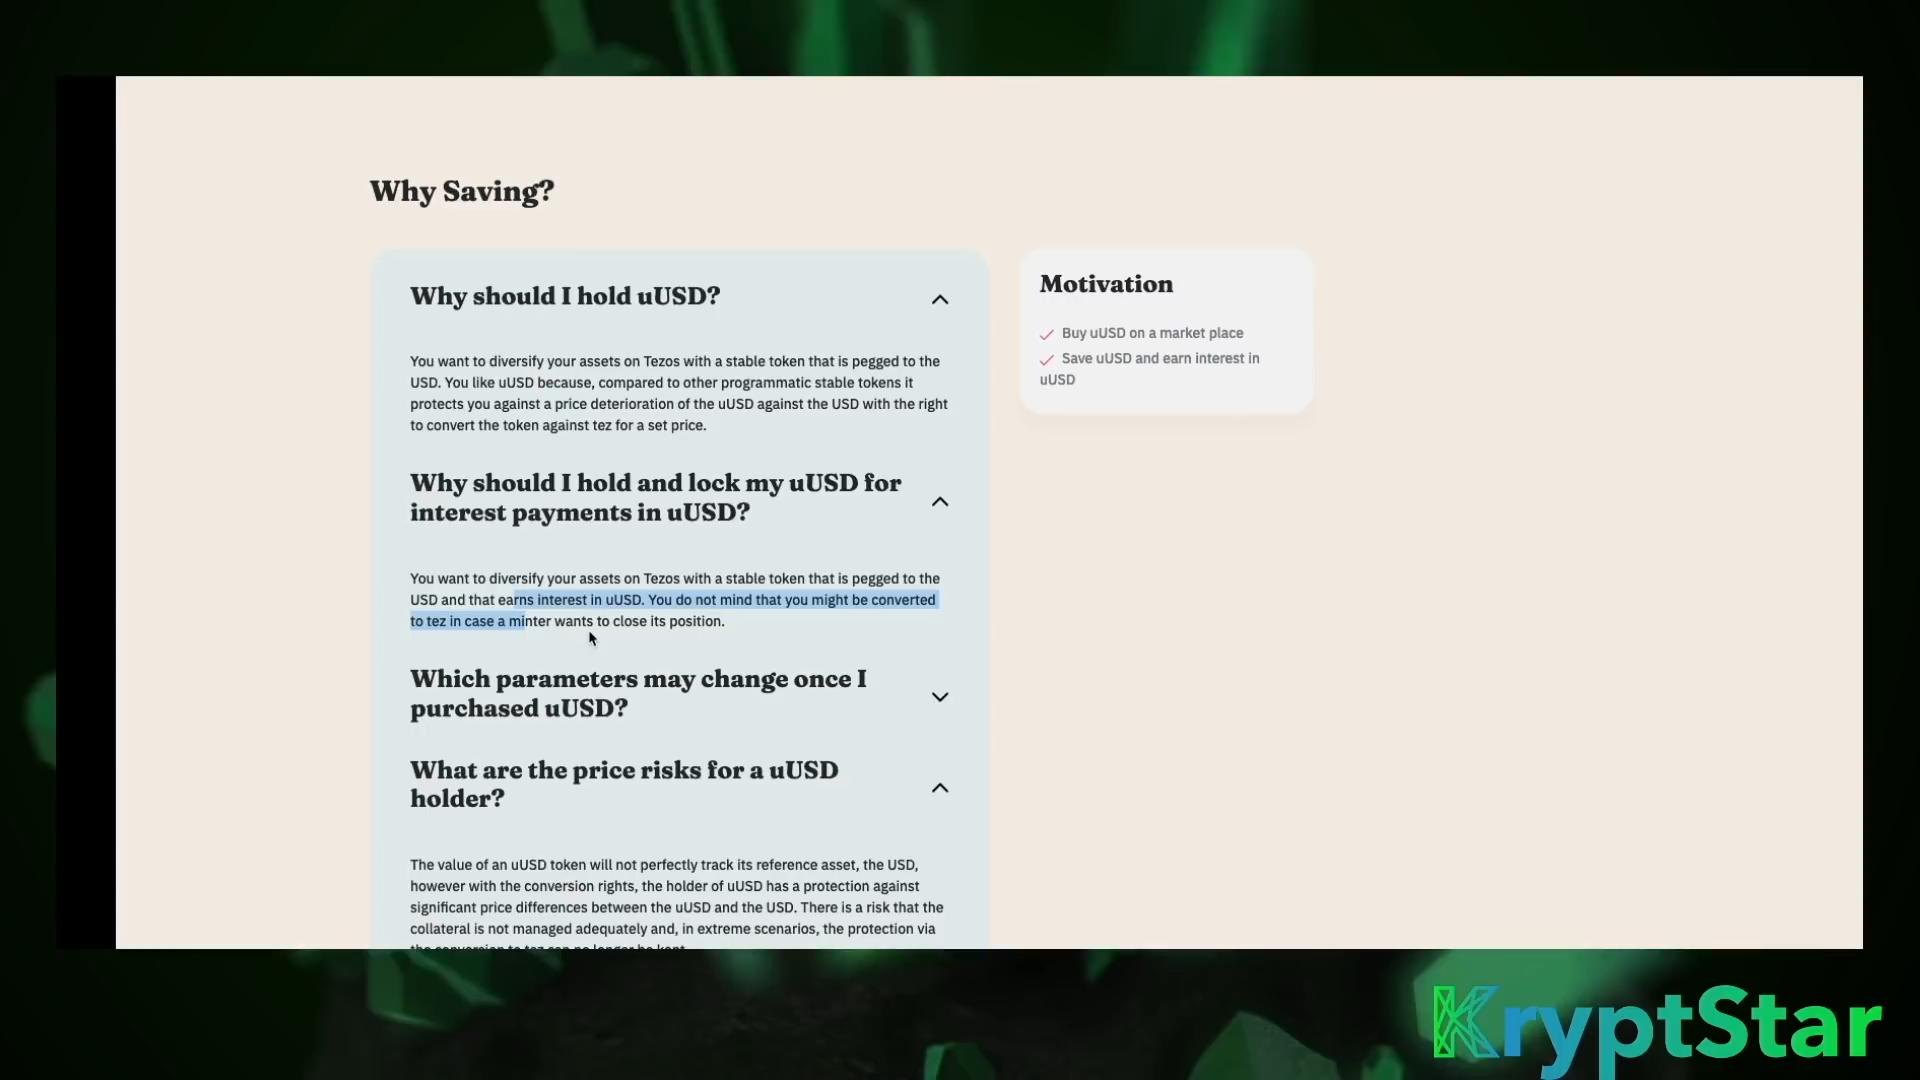 Why Saving?
Why should I hold uUSD?
You want to diversify your assets on Tezos with a stable token that is pegged to the
USD. You like uUSD because, compared to other programmatic stable tokens it
protects you against a price deterioration of the uUSD against the USD with the right
to convert the token against tez for a set price.
Why should I hold and lock my uUSD for
interest payments in uUSD?
You want to diversify your assets on Tezos with a stable token that is pegged to the
USD and that earns interest in uUSD. You do not mind that you might be converted
to tez in case a minter wants to close its position.
Which parameters may change once I
purchased uUSD?
What are the price risks for a uUSD
holder?
The value of an uUSD token will not perfectly track its reference asset, the USD,
however with the conversion rights, the holder of uUSD has a protection against
significant price differences between the uUSD and the USD. There is a risk that the
collateral is not managed adequately and, in extreme scenarios, the protection via
the conversion to tez can no longer be kept.
Motivation
Buy uUSD on a market place
Save uUSD and earn interest in
uUSD
KryptStar